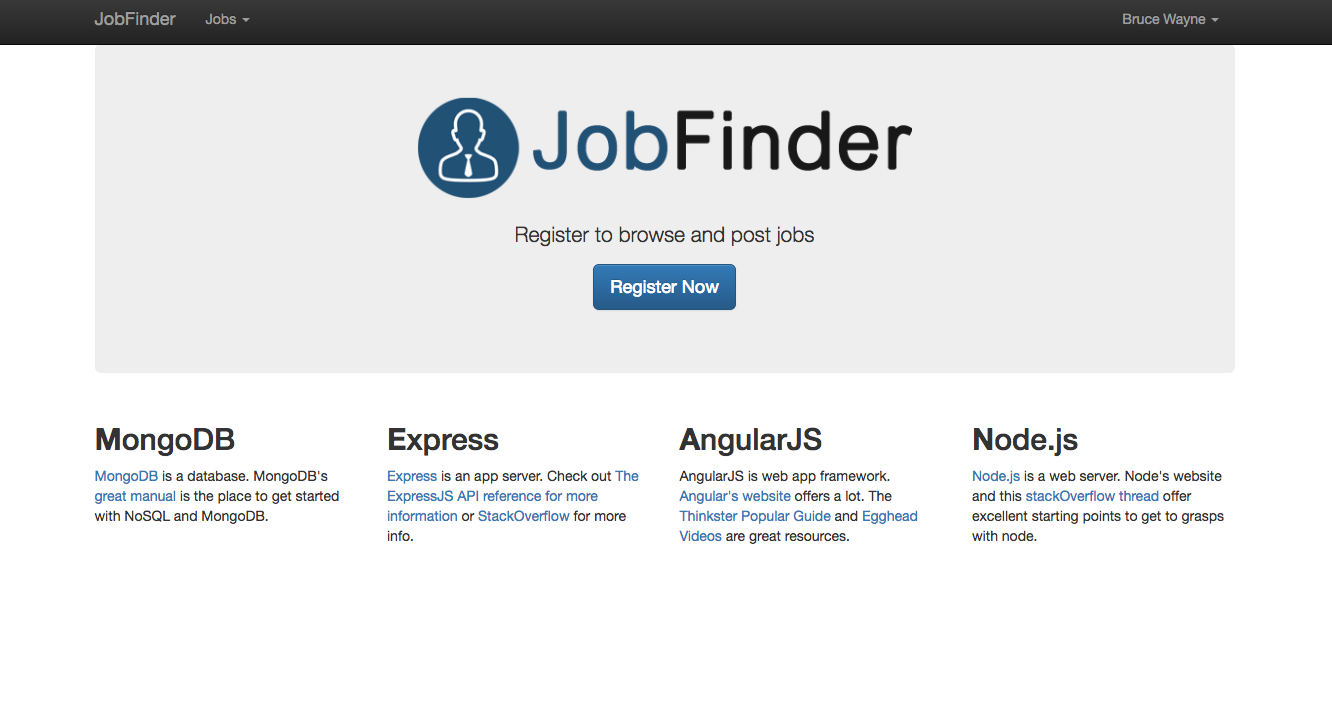 JobFinder Jobs Bruce Wayne
JobFinder
Register to browse and post jobs
Register Now
MongoDB
MongoDB is a database. MongoDB's
great manual is the place to get started
with NoSQL and MongoDB.
Express
Express is an app server. Check out The
ExpressJS API reference for more
information or StackOverflow for more
info.
AngularJS
AngularJS is web app framework.
Angular's website offers a lot. The
Thinkster Popular Guide and Egghead
Videos are great resources.
Node.js
Node.js is a web server. Node's website
and this stackOverflow thread offer
excellent starting points to get to grasps
with node.